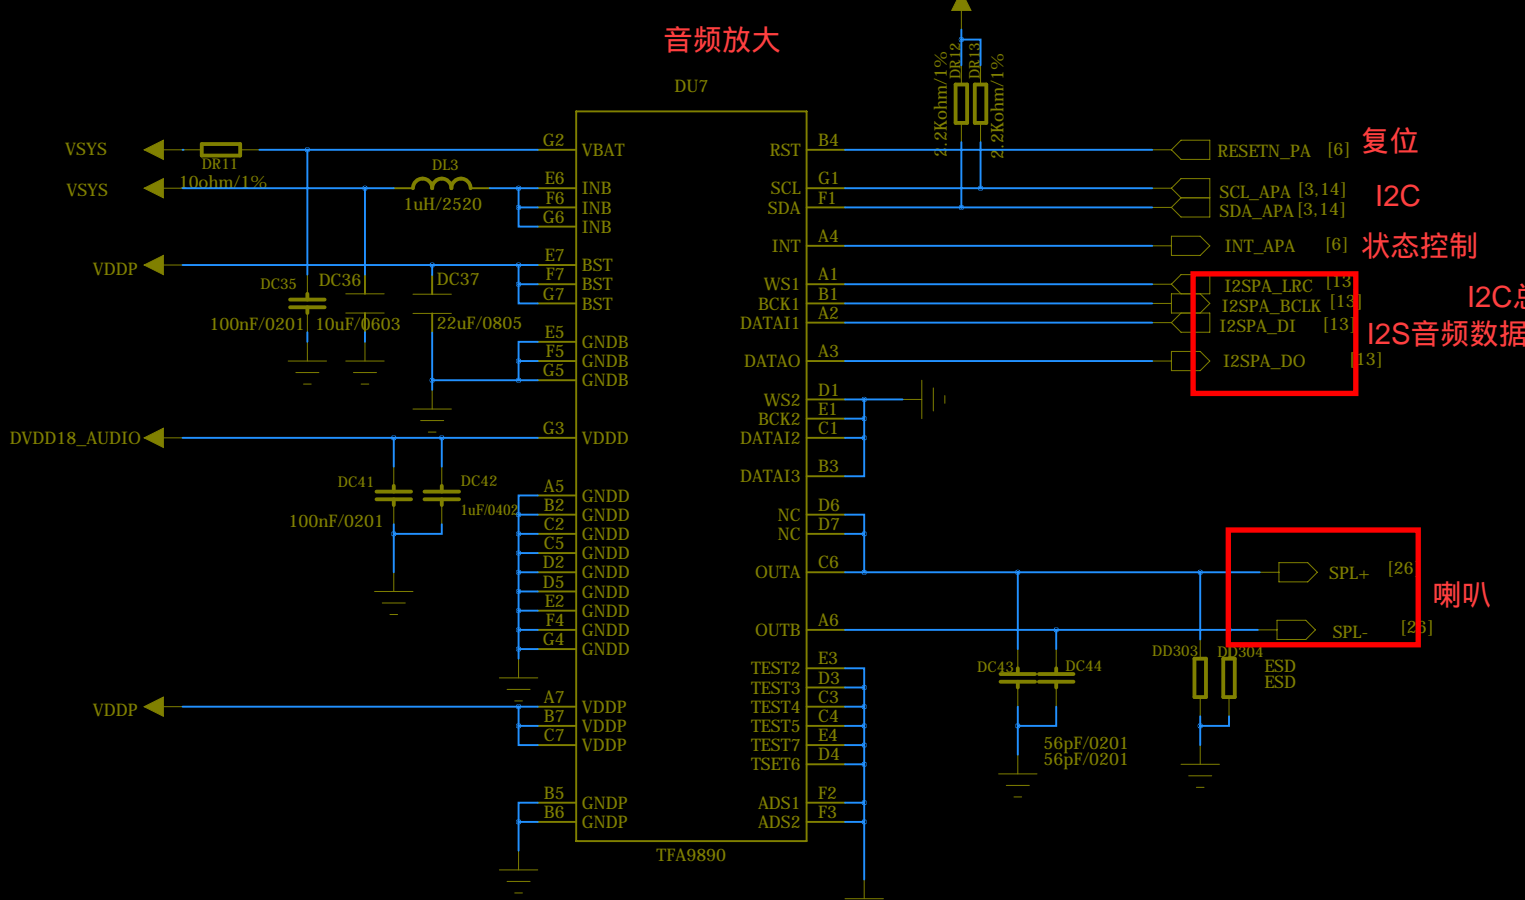 音频放大
DU7
2.2Kohm/1%
DR12
DR13
2.2Kohm/1%
VSYS
DR11
10ohm/1%
G2
VBAT
RST
B4
RESETN_PA [6]
复位
VSYS
DL3
1uH/2520
E6
INB
SCL
G1
SCL_APA [3,14]
I2C
F6
INB
SDA
F1
SDA_APA [3,14]
G6
INB
INT
A4
INT_APA [6]
状态控制
VDDP
E7
BST
F7
BST
G7
BST
WS1
A1
I2SPA_LRC [13
BCK1
B1
I2SPA_BCLK [13]
I2C
DATAI1
A2
I2SPA_DI [13]
I2S音频数据
DATAO
A3
I2SPA_DO [13]
DC35
100nF/0201
DC36
10uF/0603
DC37
22uF/0805
E5
GNDB
F5
GNDB
G5
GNDB
WS2
D1
BCK2
E1
DATAI2
C1
DATAI3
B3
DVDD18_AUDIO
G3
VDDD
DC41
100nF/0201
DC42
1uF/0402
A5
GNDD
B2
GNDD
C2
GNDD
C5
GNDD
D2
GNDD
D5
GNDD
E2
GNDD
F4
GNDD
G4
GNDD
NC
D6
NC
D7
OUTA
C6
SPL+ [26
喇叭
OUTB
A6
SPL- [26]
DC43
DC44
56pF/0201
56pF/0201
DD303
DD304
ESD
ESD
TEST2
E3
TEST3
D3
TEST4
C3
TEST5
C4
TEST7
E4
TSET6
D4
VDDP
A7
VDDP
B7
VDDP
C7
VDDP
B5
GNDP
B6
GNDP
ADS1
F2
ADS2
F3
TFA9890